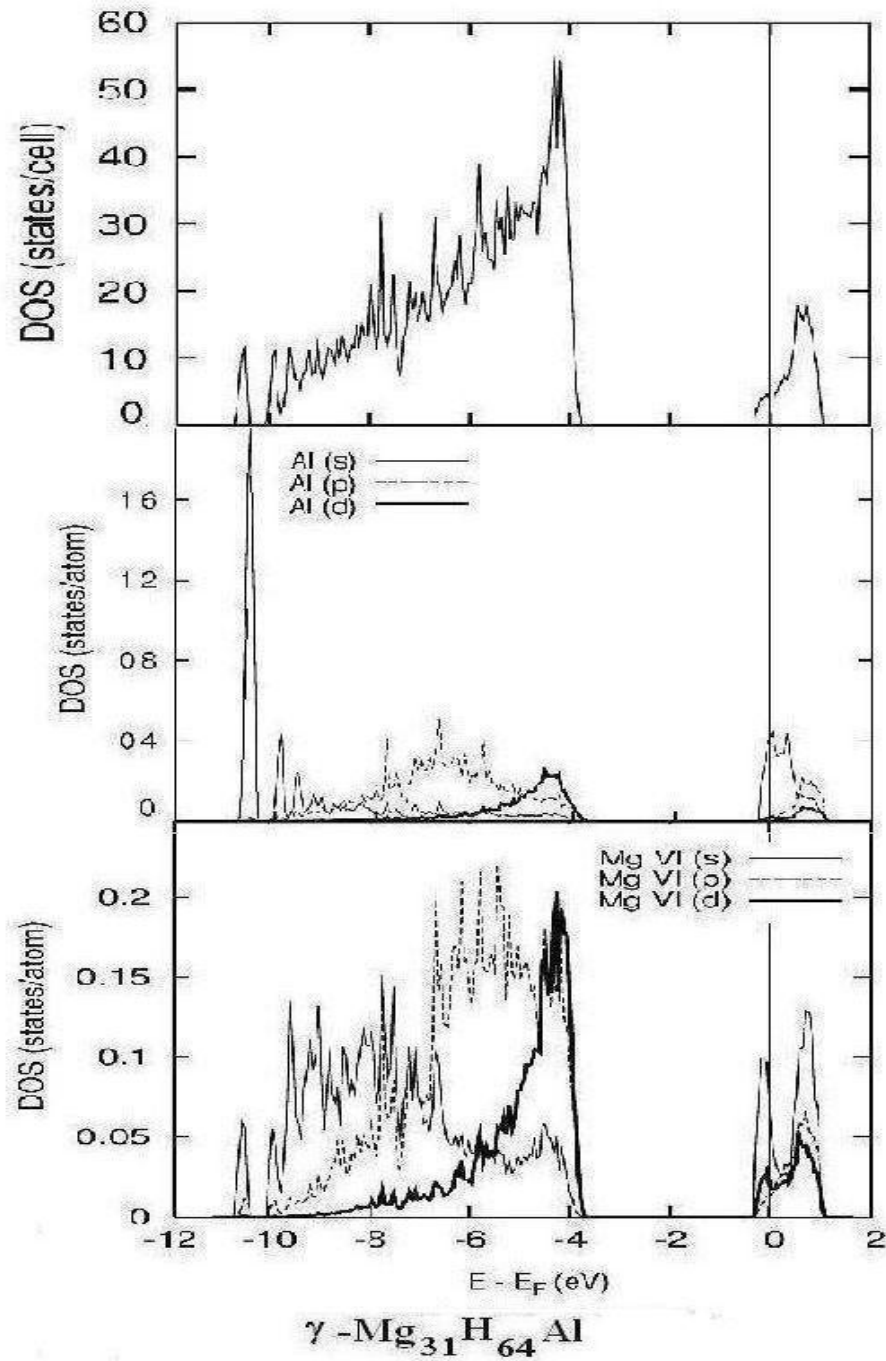 60
50
40
30
20
10
0
DOS (states/cell)
Al (s)
Al (p)
Al (d)
16
12
08
04
0
DOS (states/atom)
Mg VI (s)
Mg VI (p)
Mg VI (d)
0.2
0.15
0.1
0.05
0
DOS (states/atom)
-12 -10 -8 -6 -4 -2 0 2
E - E_F (eV)
γ -Mg₃₁H₆₄Al